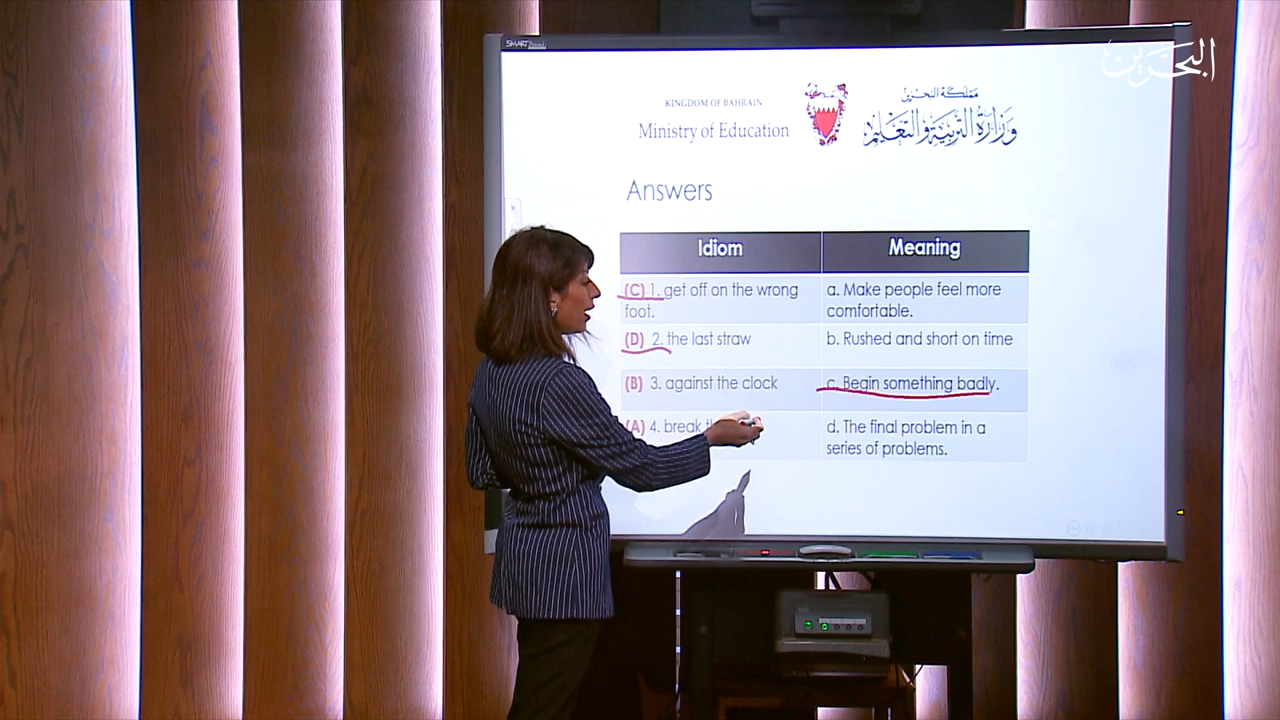 SMART
البحرين
KINGDOM OF BAHRAIN
Ministry of Education
مملكة البحرين
وزارة التربية والتعليم
Answers
Idiom
Meaning
(C) 1. get off on the wrong
foot.
a. Make people feel more
comfortable.
(D) 2. the last straw
b. Rushed and short on time
(B) 3. against the clock
c. Begin something badly.
(A) 4. break
d. The final problem in a
series of problems.